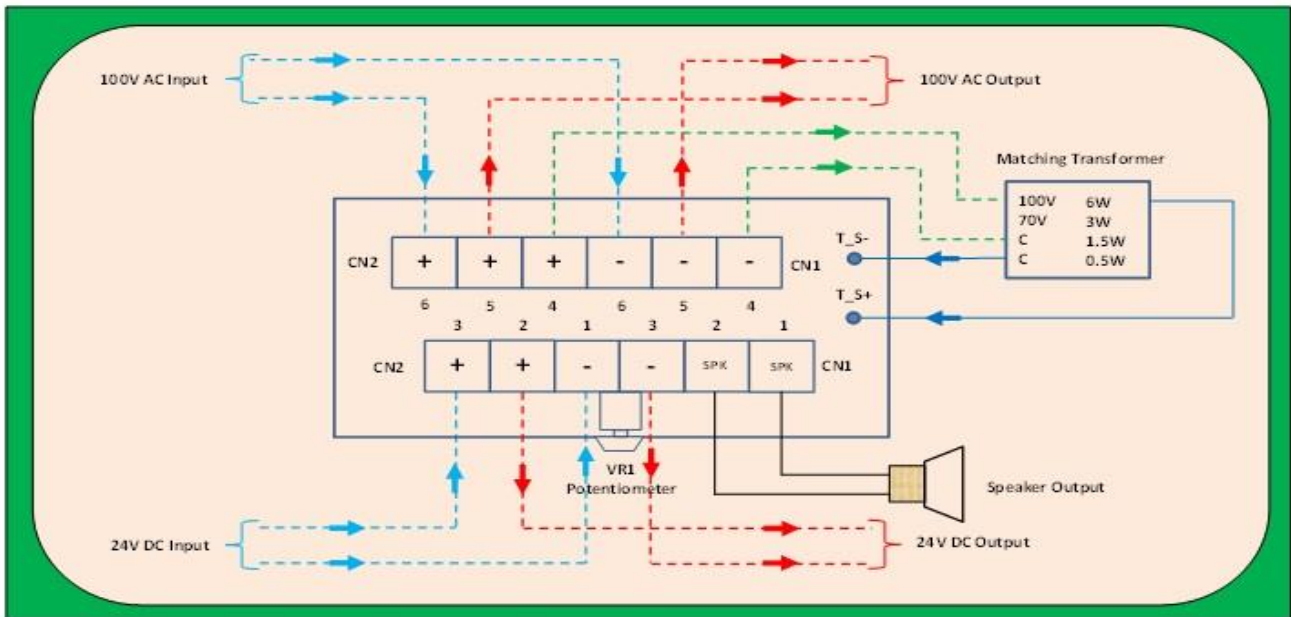 100V AC Input
100V AC Output
Matching Transformer
100V 6W
70V 3W
C 1.5W
C 0.5W
T_S-
CN2 + + + - - - CN1
T_S+
6 5 4 6 5 4
3 2 1 3 2 1
CN2 + + - - SPK SPK CN1
VR1
Potentiometer
Speaker Output
24V DC Input
24V DC Output